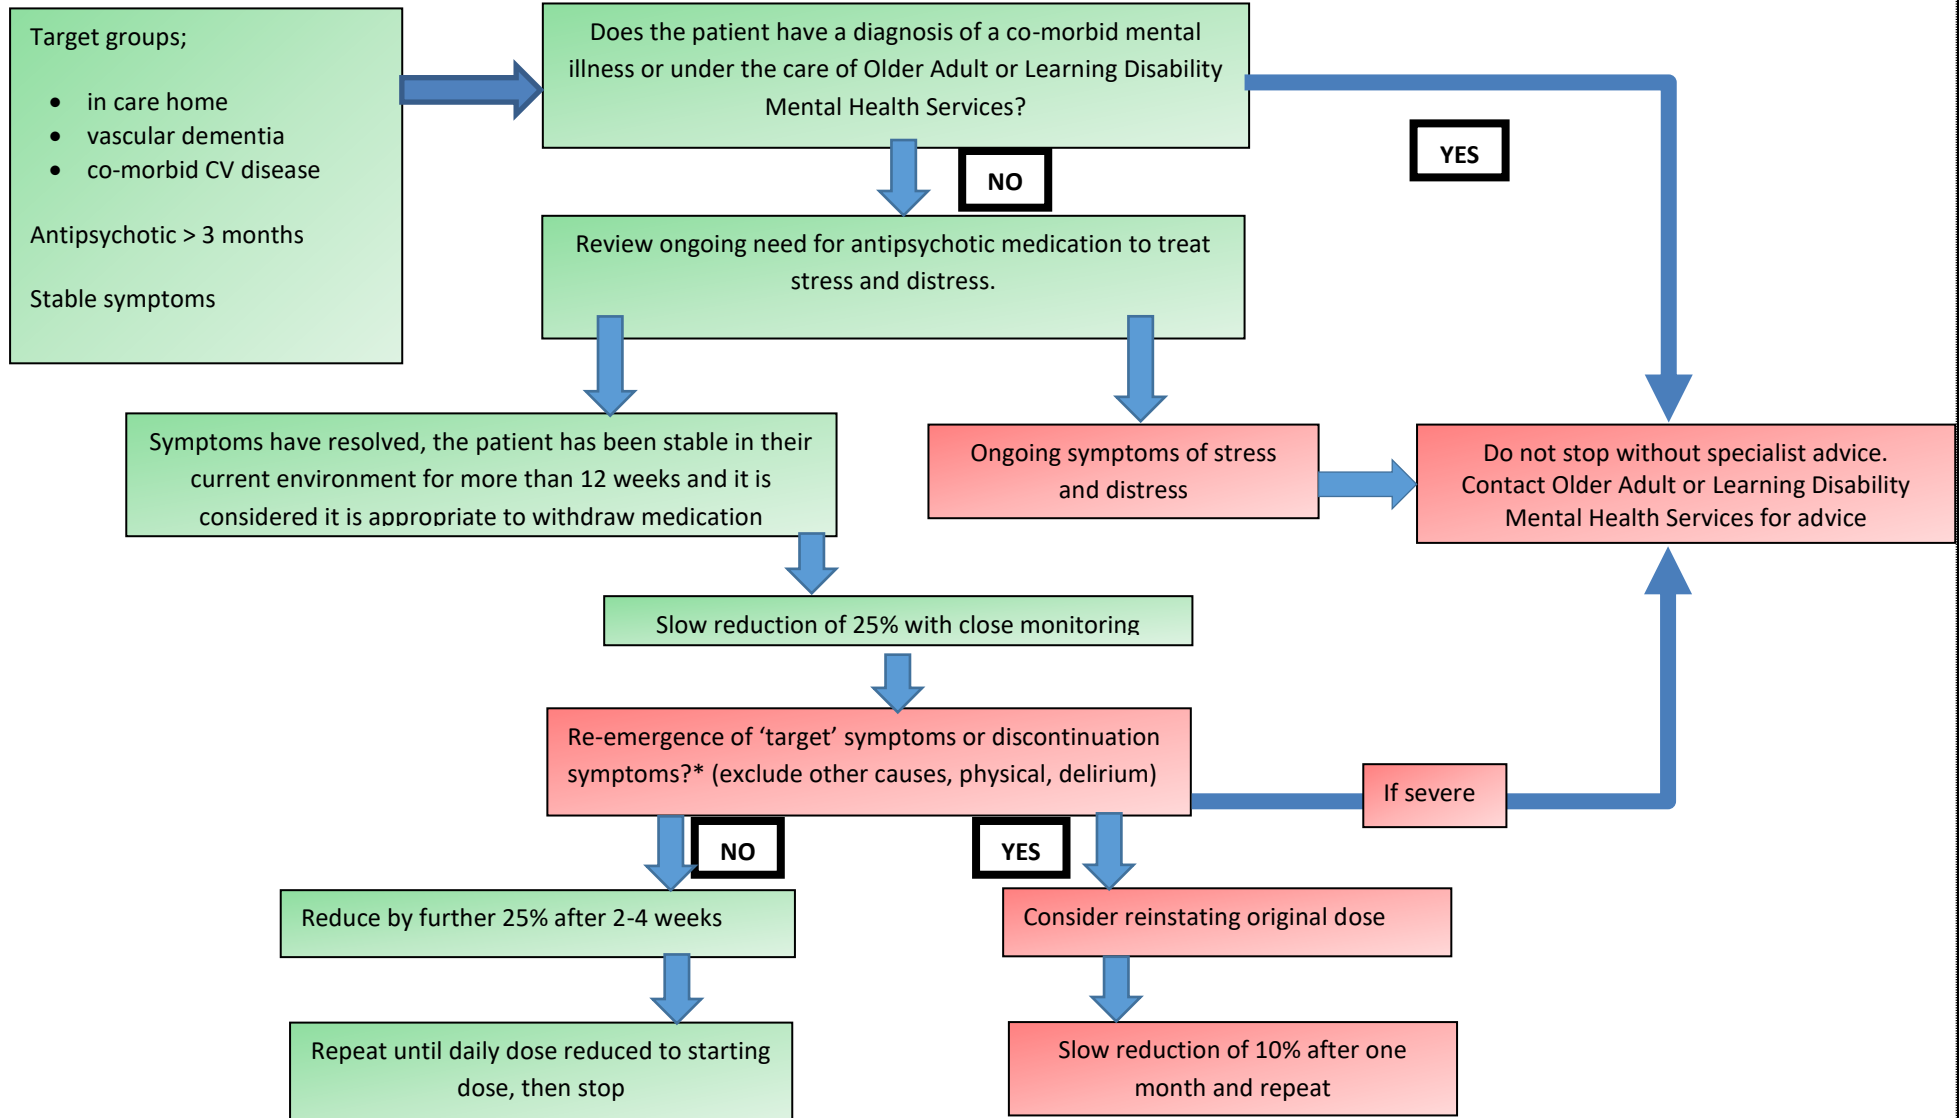 Target groups;
• in care home
• vascular dementia
• co-morbid CV disease
Antipsychotic > 3 months
Stable symptoms
Does the patient have a diagnosis of a co-morbid mental
illness or under the care of Older Adult or Learning Disability
Mental Health Services?
YES
NO
Review ongoing need for antipsychotic medication to treat
stress and distress.
Symptoms have resolved, the patient has been stable in their
current environment for more than 12 weeks and it is
considered it is appropriate to withdraw medication
Ongoing symptoms of stress
and distress
Do not stop without specialist advice.
Contact Older Adult or Learning Disability
Mental Health Services for advice
Slow reduction of 25% with close monitoring
Re-emergence of ‘target’ symptoms or discontinuation
symptoms?* (exclude other causes, physical, delirium)
If severe
NO
YES
Reduce by further 25% after 2-4 weeks
Consider reinstating original dose
Repeat until daily dose reduced to starting
dose, then stop
Slow reduction of 10% after one
month and repeat